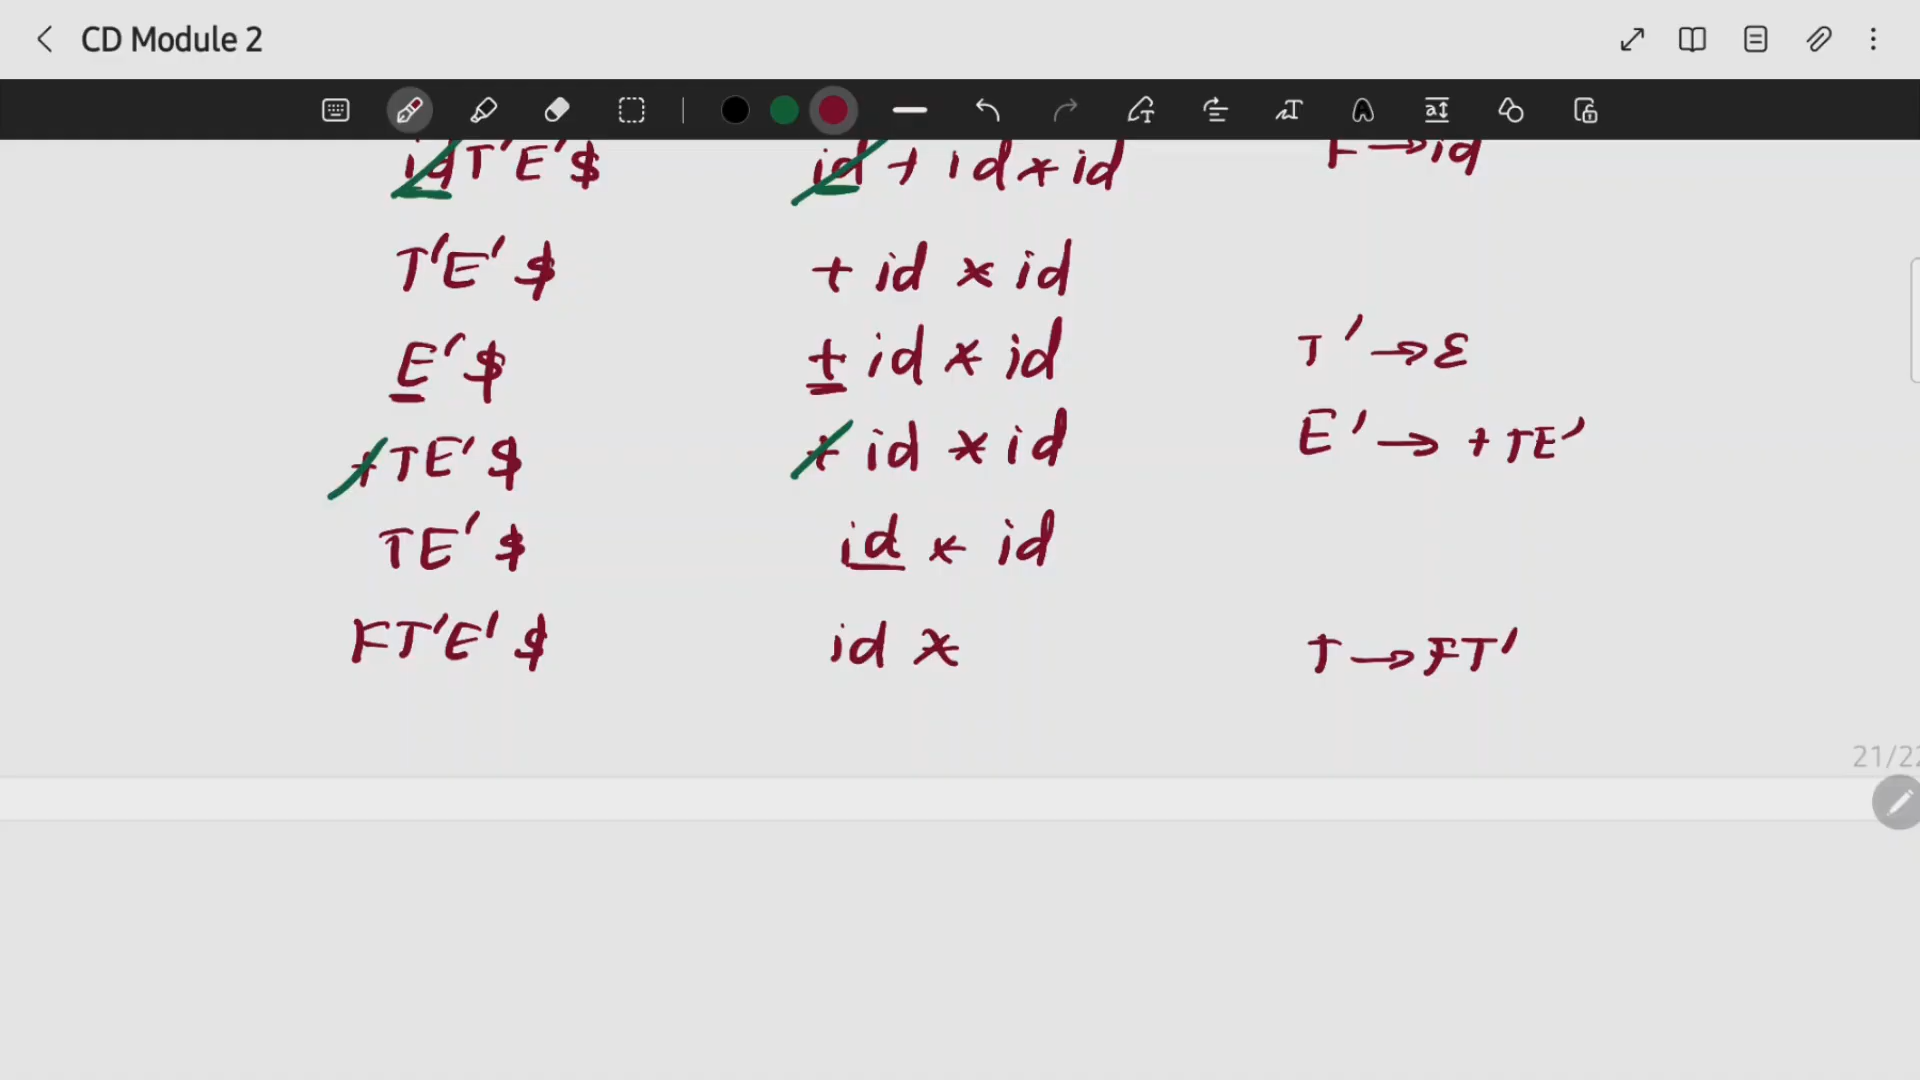 CD Module 2
idT'E'$ id + id * id F → id
T'E'$ + id * id
E'$ + id * id T' → ε
+TE'$ + id * id E' → +TE'
TE'$ id * id
FT'E'$ id * T → FT'
21/22